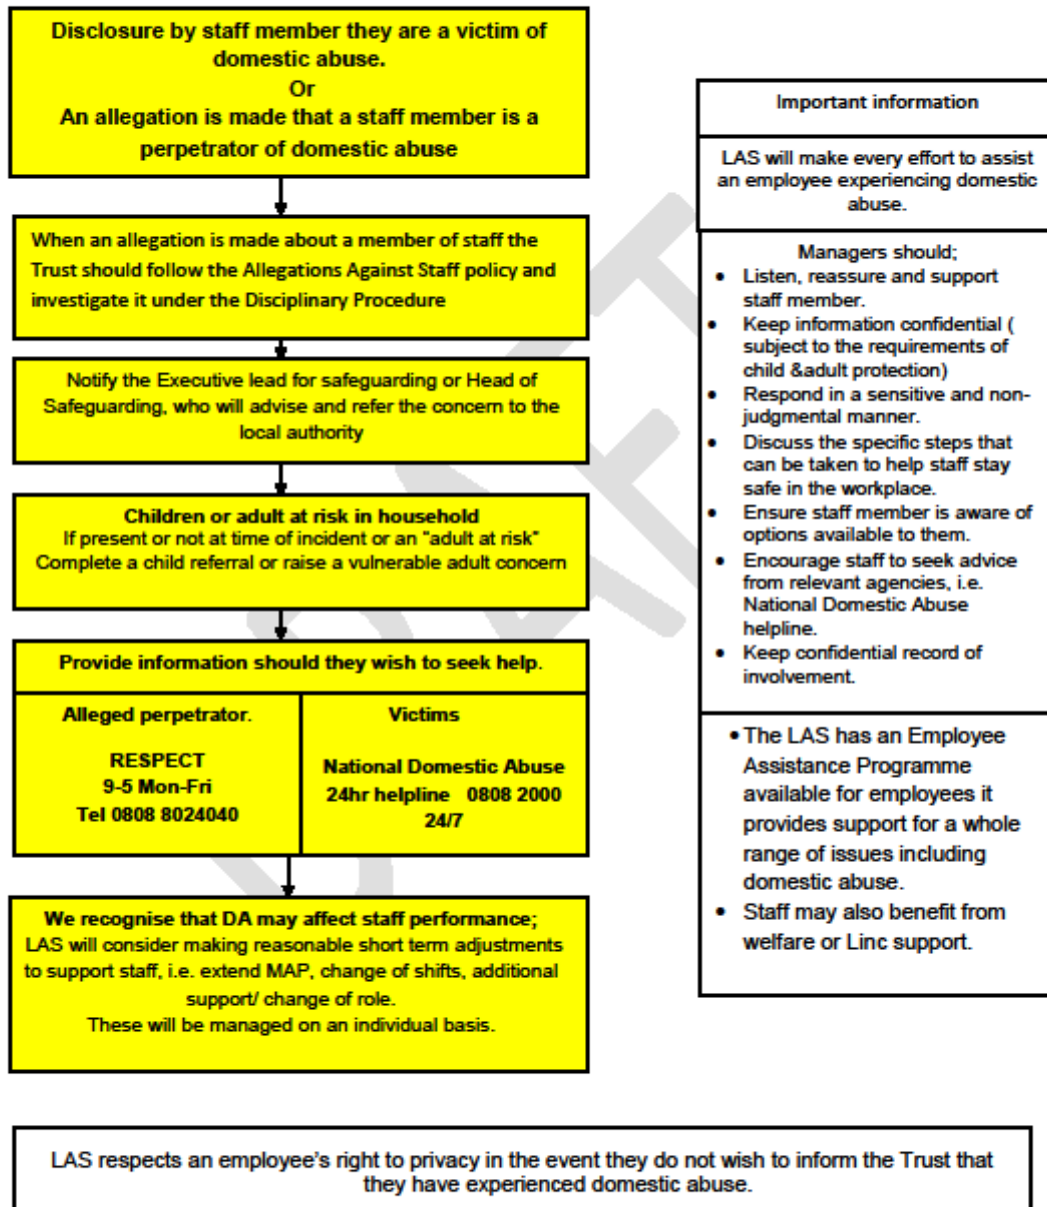 Disclosure by staff member they are a victim of
domestic abuse.
Or
An allegation is made that a staff member is a
perpetrator of domestic abuse
When an allegation is made about a member of staff the
Trust should follow the Allegations Against Staff policy and
investigate it under the Disciplinary Procedure
Notify the Executive lead for safeguarding or Head of
Safeguarding, who will advise and refer the concern to the
local authority
Children or adult at risk in household
If present or not at time of incident or an "adult at risk"
Complete a child referral or raise a vulnerable adult concern
Provide information should they wish to seek help.
Alleged perpetrator.
RESPECT
9-5 Mon-Fri
Tel 0808 8024040
Victims
National Domestic Abuse
24hr helpline 0808 2000
24/7
We recognise that DA may affect staff performance;
LAS will consider making reasonable short term adjustments
to support staff, i.e. extend MAP, change of shifts, additional
support/ change of role.
These will be managed on an individual basis.
Important information
LAS will make every effort to assist
an employee experiencing domestic
abuse.
Managers should;
• Listen, reassure and support
staff member.
• Keep information confidential (
subject to the requirements of
child &adult protection)
• Respond in a sensitive and non-
judgmental manner.
• Discuss the specific steps that
can be taken to help staff stay
safe in the workplace.
• Ensure staff member is aware of
options available to them.
• Encourage staff to seek advice
from relevant agencies, i.e.
National Domestic Abuse
helpline.
• Keep confidential record of
involvement.
• The LAS has an Employee
Assistance Programme
available for employees it
provides support for a whole
range of issues including
domestic abuse.
• Staff may also benefit from
welfare or Linc support.
LAS respects an employee's right to privacy in the event they do not wish to inform the Trust that
they have experienced domestic abuse.
DRAFT